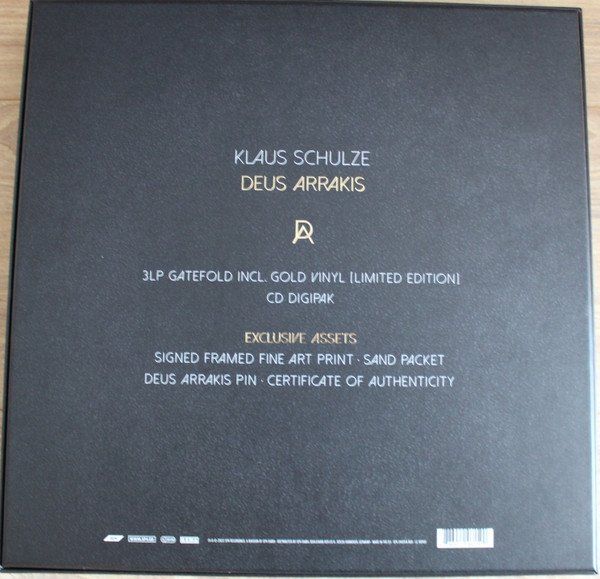 KLAUS SCHULZE
DEUS ARRAKIS
DA
3LP GATEFOLD INCL. GOLD VINYL [LIMITED EDITION]
CD DIGIPAK
EXCLUSIVE ASSETS
SIGNED FRAMED FINE ART PRINT · SAND PACKET
DEUS ARRAKIS PIN · CERTIFICATE OF AUTHENTICITY